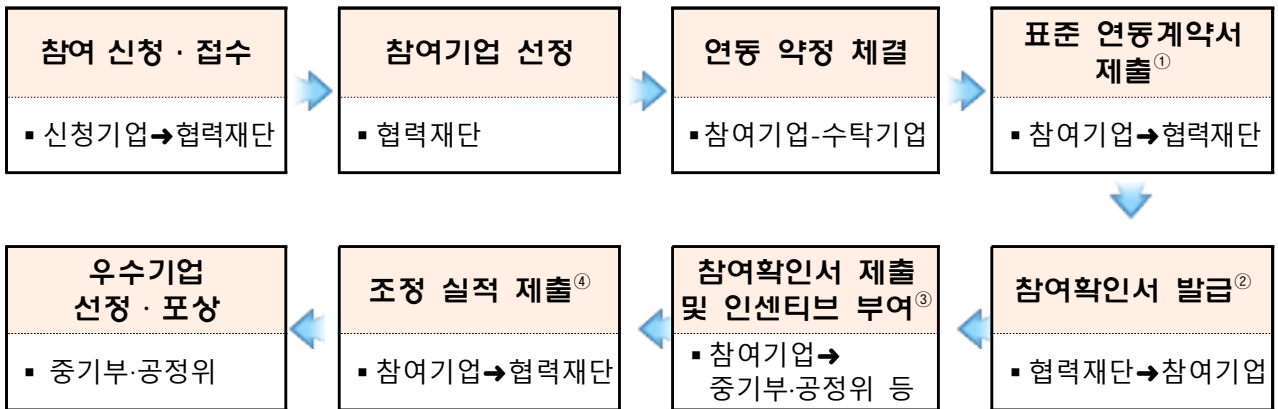 참여 신청 · 접수
▪ 신청기업➔협력재단
참여기업 선정
▪ 협력재단
연동 약정 체결
▪ 참여기업-수탁기업
표준 연동계약서
제출①
▪ 참여기업➔협력재단
참여확인서 발급②
▪ 협력재단➔참여기업
참여확인서 제출
및 인센티브 부여③
▪ 참여기업➔
중기부·공정위 등
조정 실적 제출④
▪ 참여기업➔협력재단
우수기업
선정 · 포상
▪ 중기부·공정위